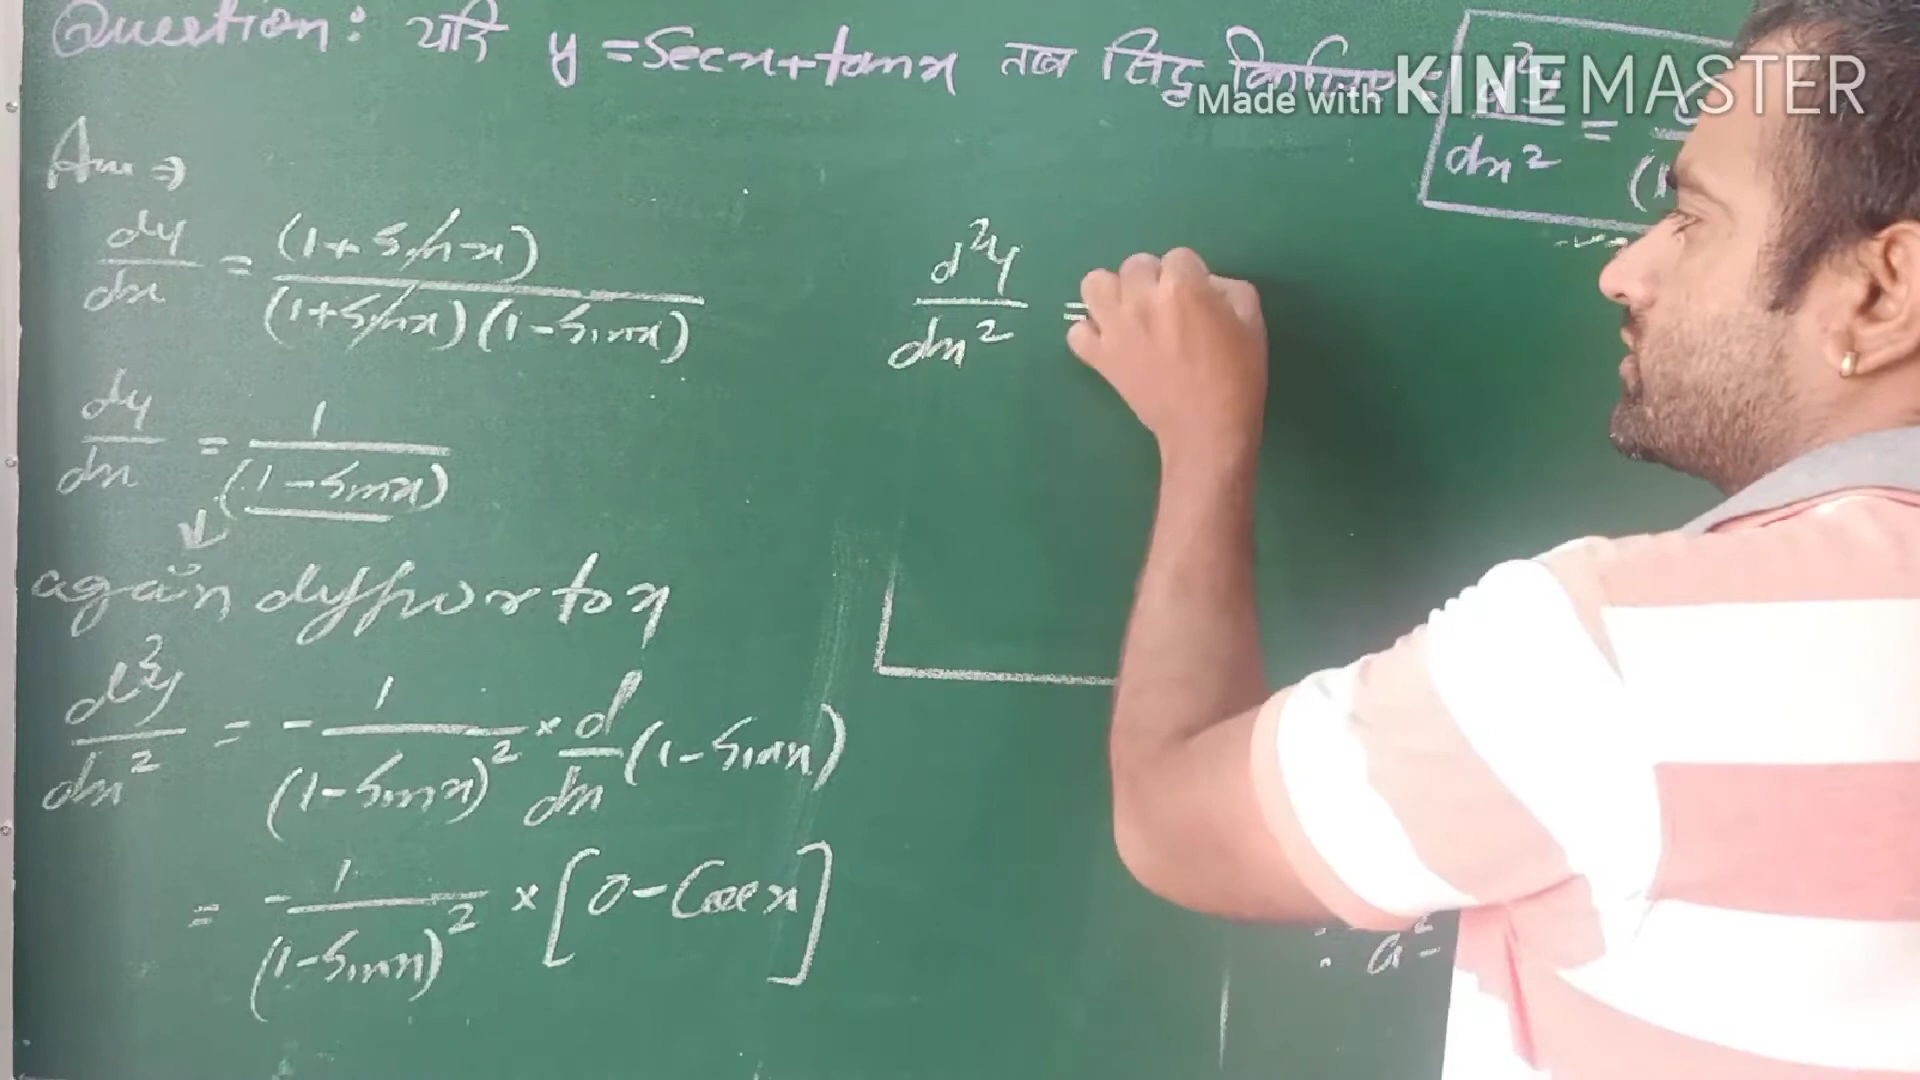 Question: यदि y = Secx+tanx तब सिद्ध कीजिए
Made with KINEMASTER
d²y/dx² =
Ans ⇒
dy/dx = (1+Sinx)/(1+Sinx)(1-Sinx)
dy/dx = 1/(1-Sinx)
again diff w r to x
d²y/dx² = -1/(1-Sinx)² × d/dx (1-Sinx)
= -1/(1-Sinx)² × [0-Cosx]
d²y/dx² =
∵ a²-